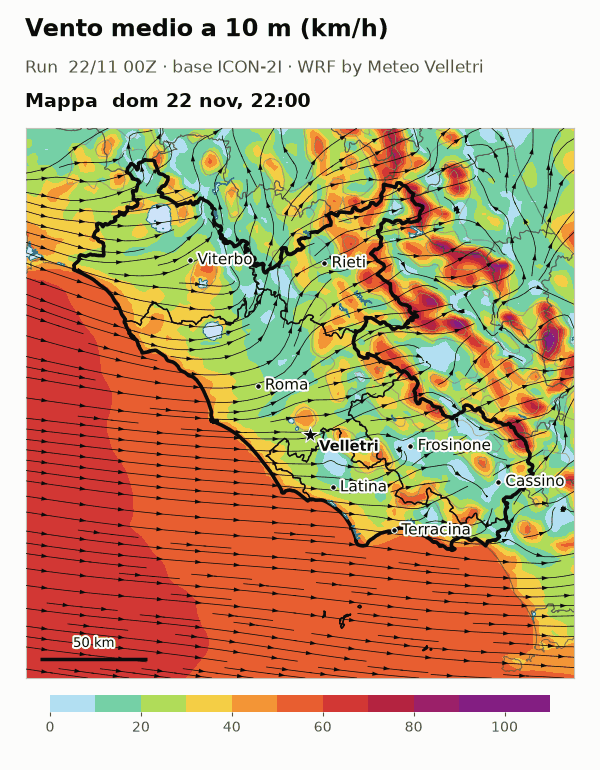 Vento medio a 10 m (km/h)
Run  22/11 00Z · base ICON-2I · WRF by Meteo Velletri
Mappa  dom 22 nov, 22:00
Viterbo
Rieti
Roma
Velletri
Frosinone
Cassino
Latina
Terracina
50 km
0 20 40 60 80 100